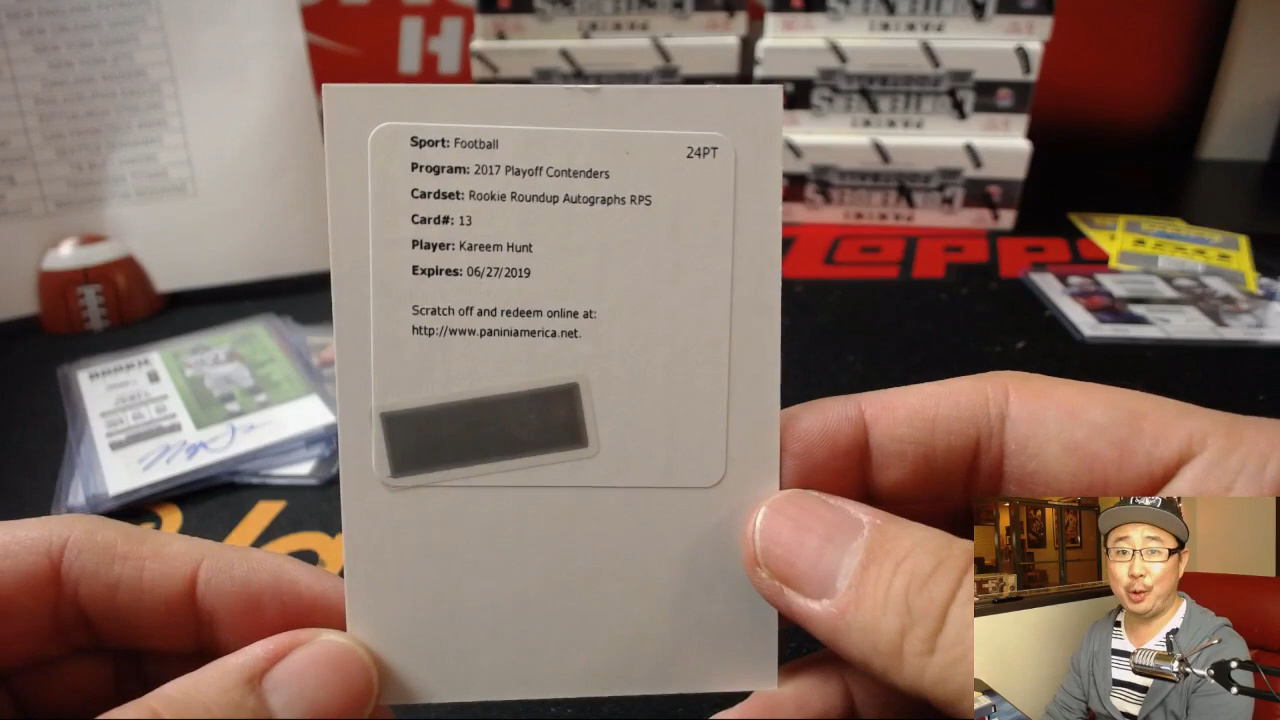 Sport: Football
24PT
Program: 2017 Playoff Contenders
Cardset: Rookie Roundup Autographs RPS
Card#: 13
Player: Kareem Hunt
Expires: 06/27/2019
Scratch off and redeem online at:
http://www.paniniamerica.net.
Topps